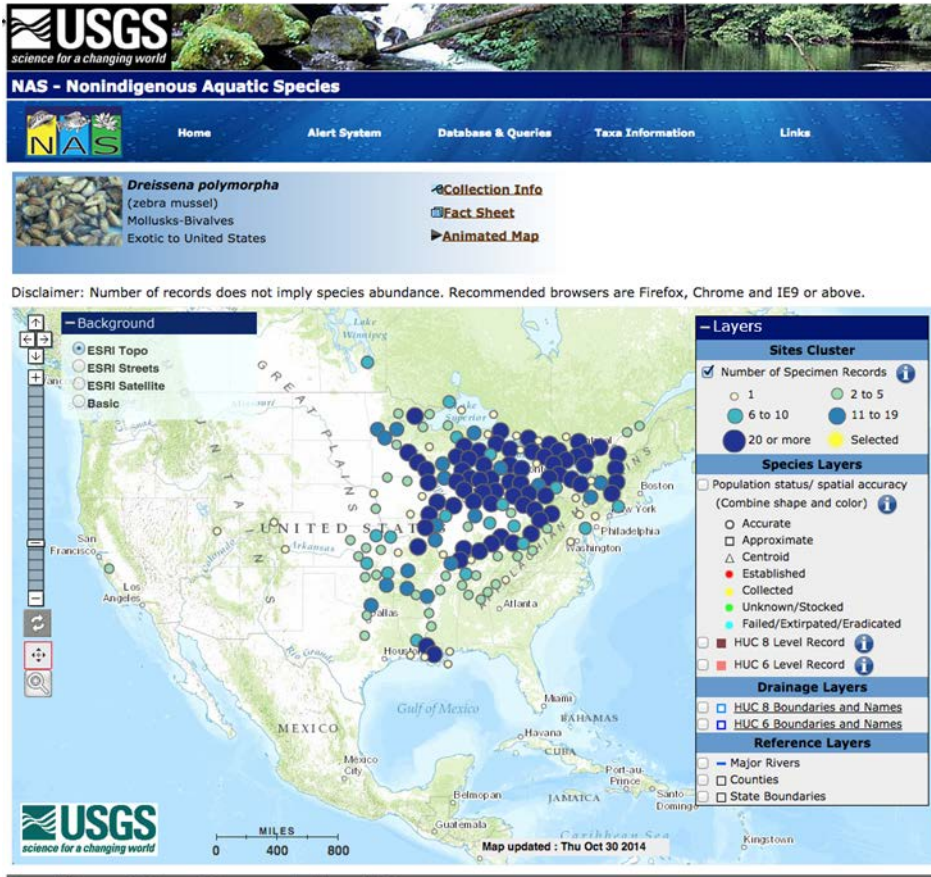 USGS
science for a changing world
NAS - Nonindigenous Aquatic Species
NAS
Home
Alert System
Database & Queries
Taxa Information
Links
Dreissena polymorpha
(zebra mussel)
Mollusks-Bivalves
Exotic to United States
Collection Info
Fact Sheet
Animated Map
Disclaimer: Number of records does not imply species abundance. Recommended browsers are Firefox, Chrome and IE9 or above.
Background
ESRI Topo
ESRI Streets
ESRI Satellite
Basic
Lake
Winnipeg
GREAT PLAINS
Missouri
Superior
Boston
Philadelphia
Washington
UNITED
Arkansas
Colorado
San
Francisco
Los
Angeles
Atlanta
Rio Grande
Gulf of Mexico
Miami
BAHAMAS
Havana
CUBA
MEXICO
Mexico
City
Port-au-
Prince
Santo
Domingo
JAMAICA
Belmopan
Guatemala
Caribbean Sea
Kingstown
Layers
Sites Cluster
Number of Specimen Records
1
2 to 5
6 to 10
11 to 19
20 or more
Selected
Species Layers
Population status/ spatial accuracy
(Combine shape and color)
Accurate
Approximate
Centroid
Established
Collected
Unknown/Stocked
Failed/Extirpated/Eradicated
HUC 8 Level Record
HUC 6 Level Record
Drainage Layers
HUC 8 Boundaries and Names
HUC 6 Boundaries and Names
Reference Layers
Major Rivers
Counties
State Boundaries
USGS
science for a changing world
MILES
0 400 800
Map updated : Thu Oct 30 2014